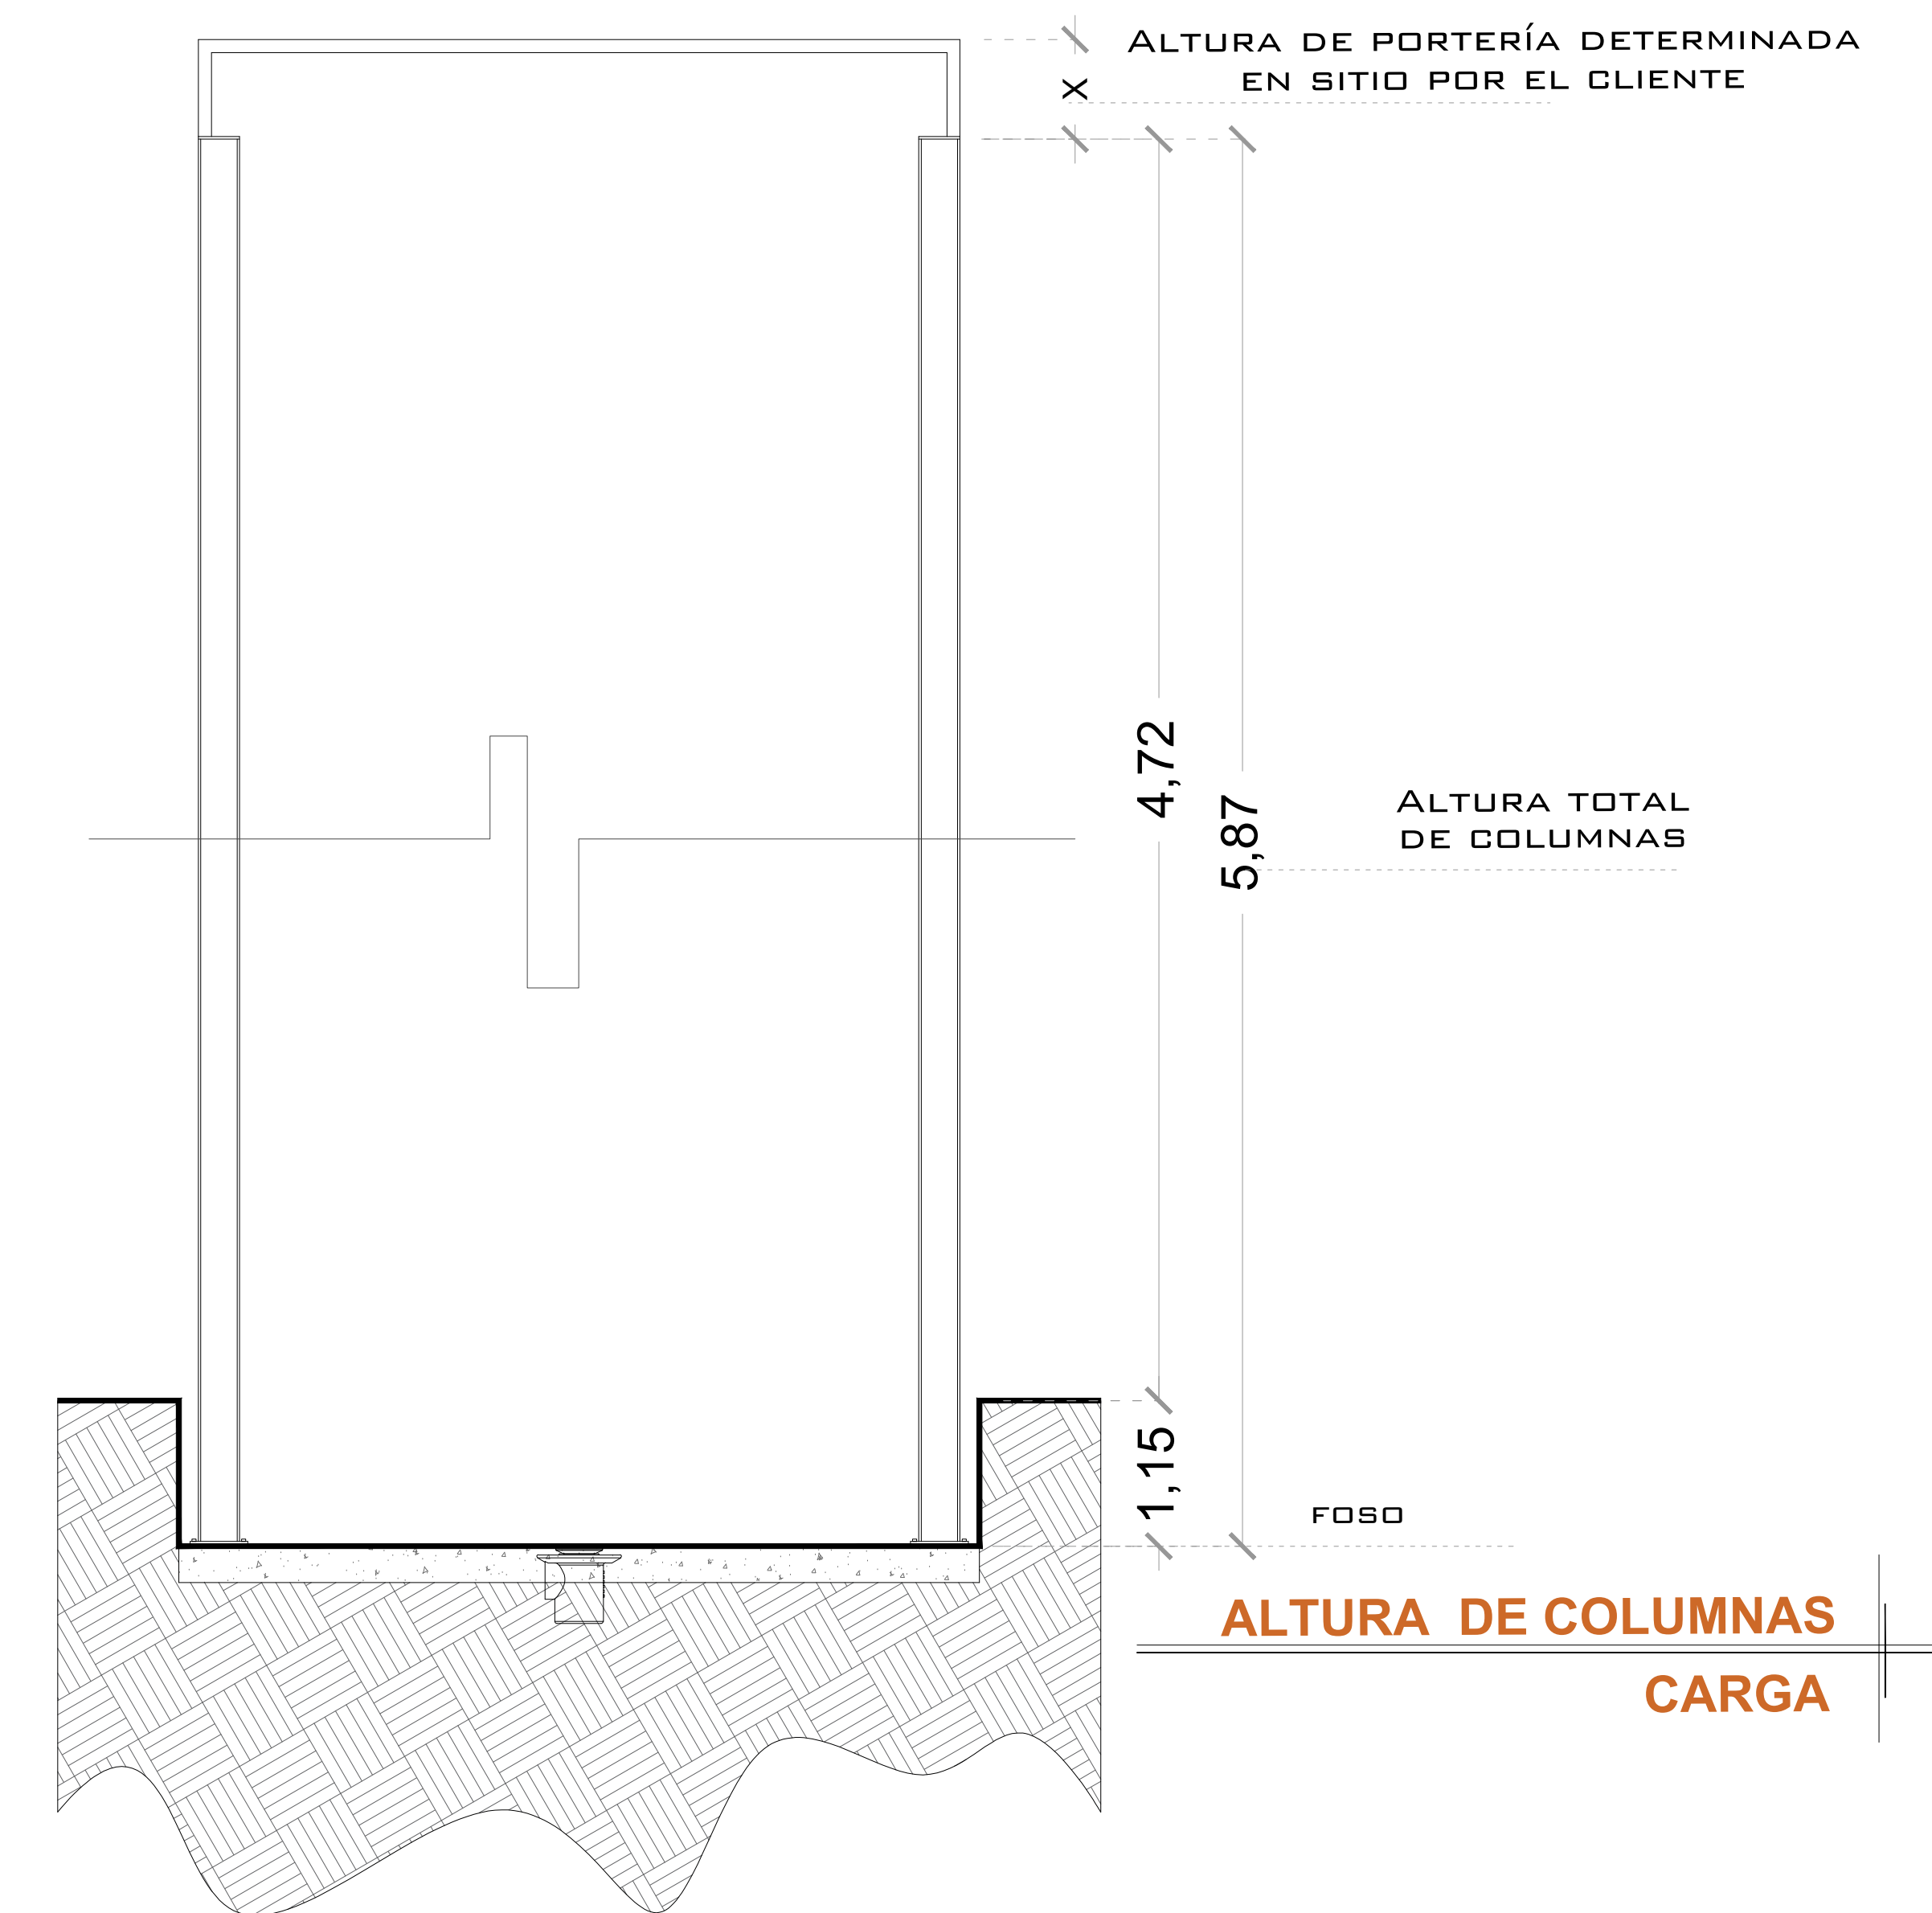 Altura de portería determinada
en sitio por el cliente
x
4,72
5,87
Altura total
de columnas
1,15
foso
ALTURA DE COLUMNAS
CARGA